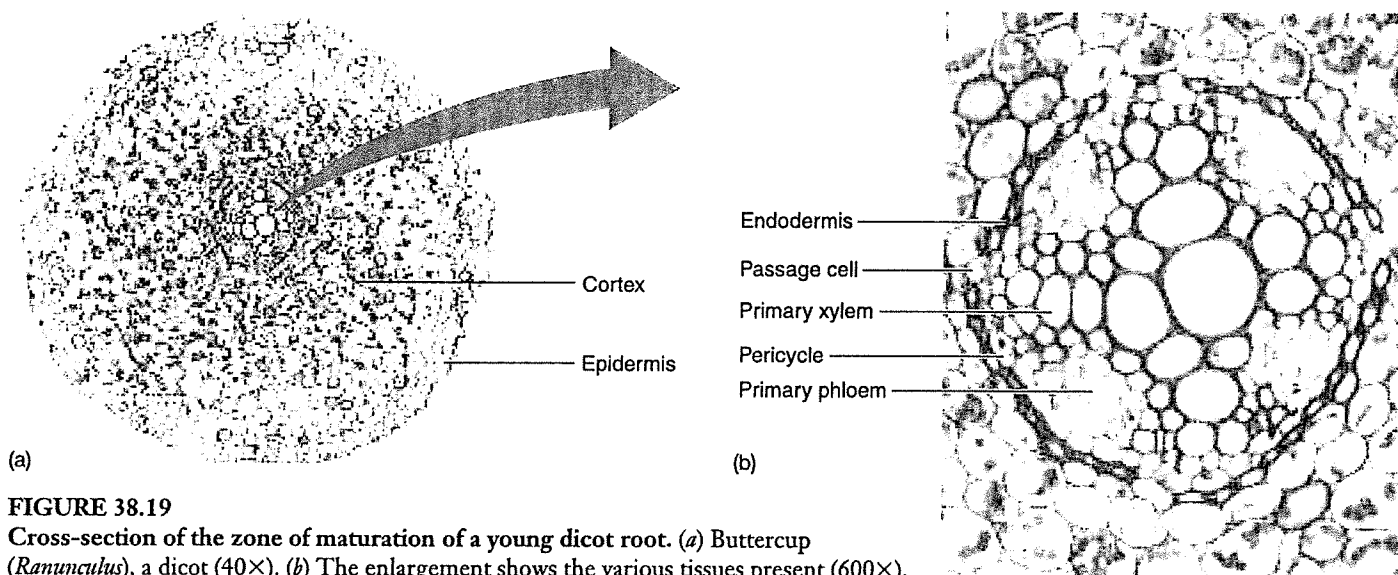 Endodermis
Passage cell
Primary xylem
Pericycle
Primary phloem
Cortex
Epidermis
(a)
(b)
FIGURE 38.19
Cross-section of the zone of maturation of a young dicot root. (a) Buttercup
(Ranunculus), a dicot (40×). (b) The enlargement shows the various tissues present (600×).